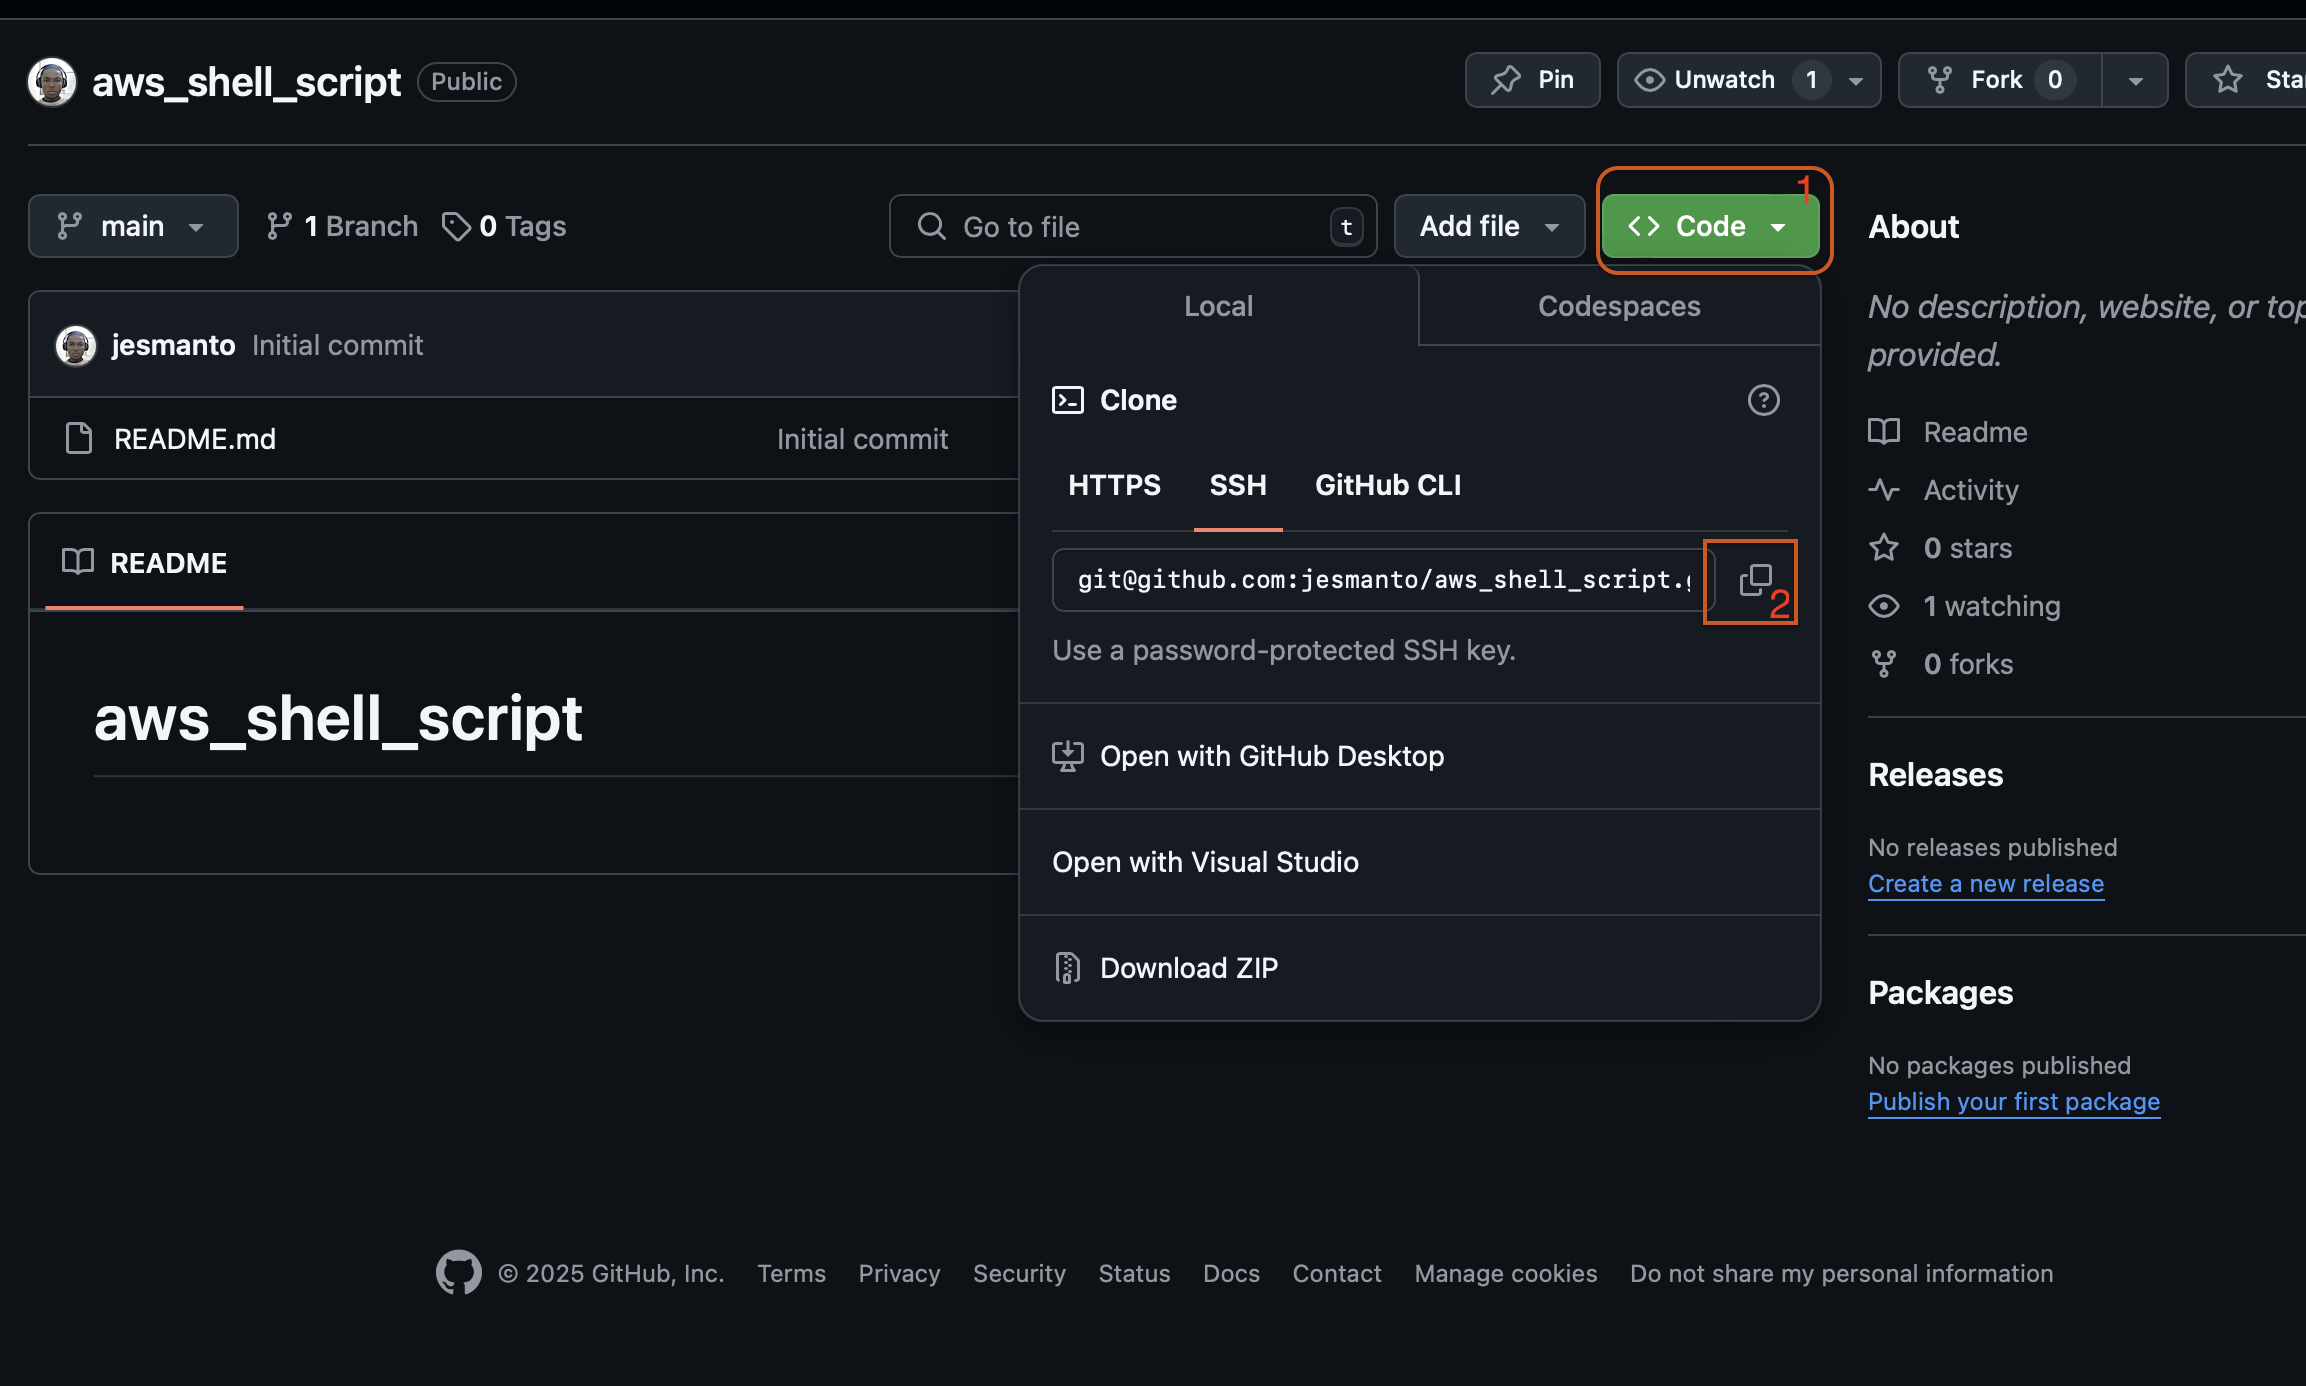 aws_shell_script Public
Pin
Unwatch 1
Fork 0
main
1 Branch
0 Tags
Go to file t
Add file
Code
1
jesmanto Initial commit
README.md Initial commit
README
aws_shell_script
Local Codespaces
Clone
HTTPS SSH GitHub CLI
git@github.com:jesmanto/aws_shell_script.
2
Use a password-protected SSH key.
Open with GitHub Desktop
Open with Visual Studio
Download ZIP
About
No description, website, or
provided.
Readme
Activity
0 stars
1 watching
0 forks
Releases
No releases published
Create a new release
Packages
No packages published
Publish your first package
© 2025 GitHub, Inc. Terms Privacy Security Status Docs Contact Manage cookies Do not share my personal information